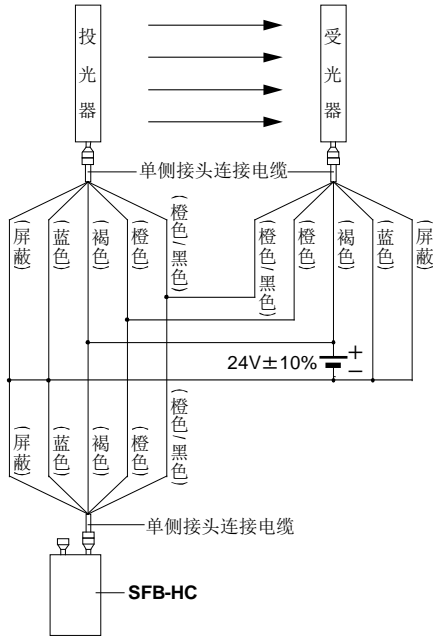 投光器
受光器
单侧接头连接电缆
(屏蔽)
(蓝色)
(褐色)
(橙色)
(橙色/黑色)
(橙色/黑色)
(橙色)
(褐色)
(蓝色)
(屏蔽)
24V±10%
+
−
(屏蔽)
(蓝色)
(褐色)
(橙色)
(橙色/黑色)
单侧接头连接电缆
SFB-HC